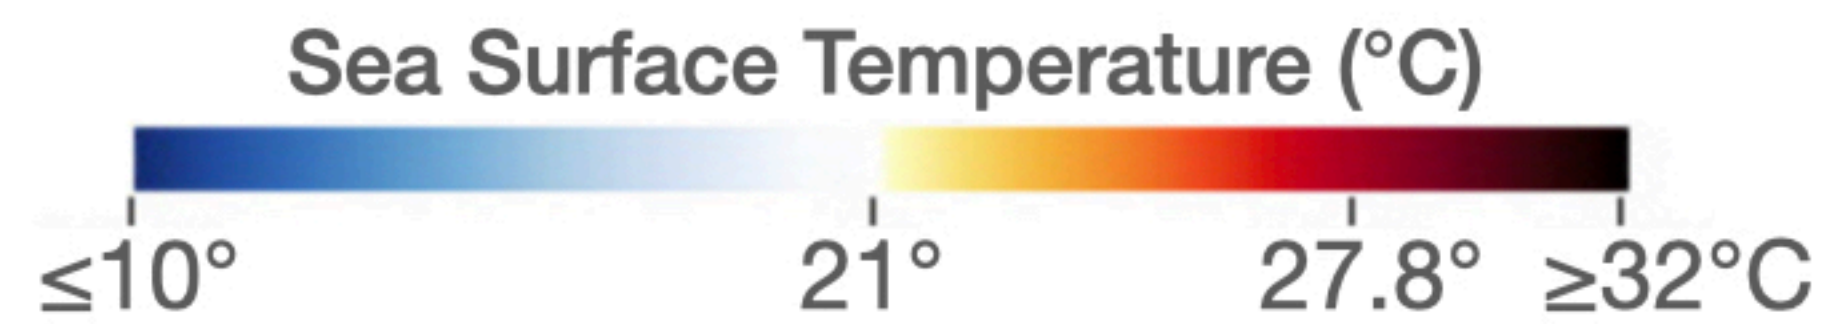 Sea Surface Temperature (°C)
≤10° 21° 27.8° ≥32°C